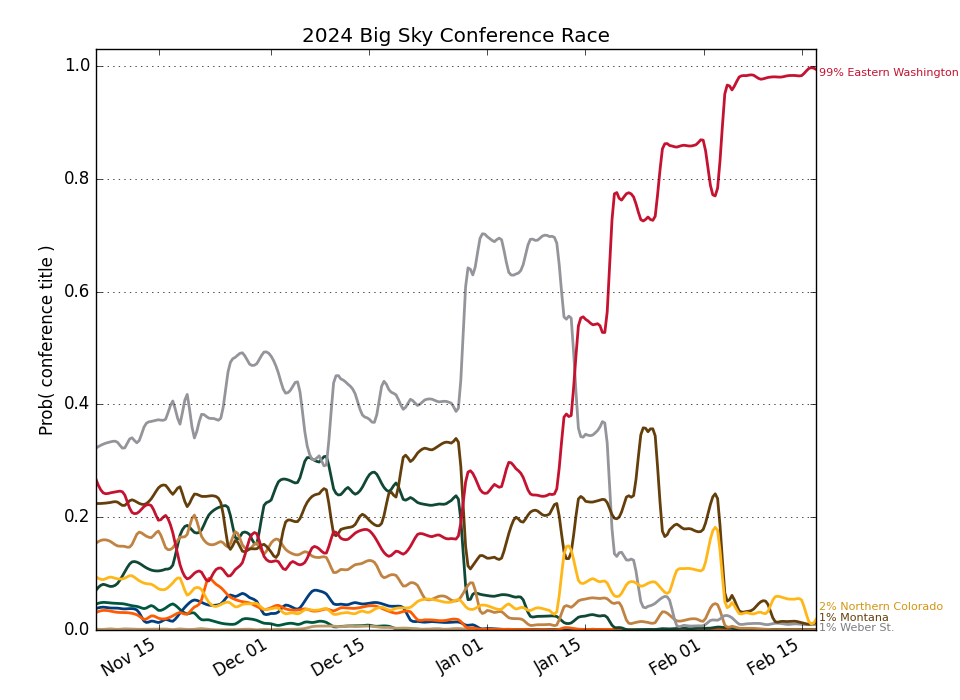 2024 Big Sky Conference Race
Prob( conference title )
1.0
0.8
0.6
0.4
0.2
0.0
99% Eastern Washington
2% Northern Colorado
1% Montana
1% Weber St.
Nov 15
Dec 01
Dec 15
Jan 01
Jan 15
Feb 01
Feb 15